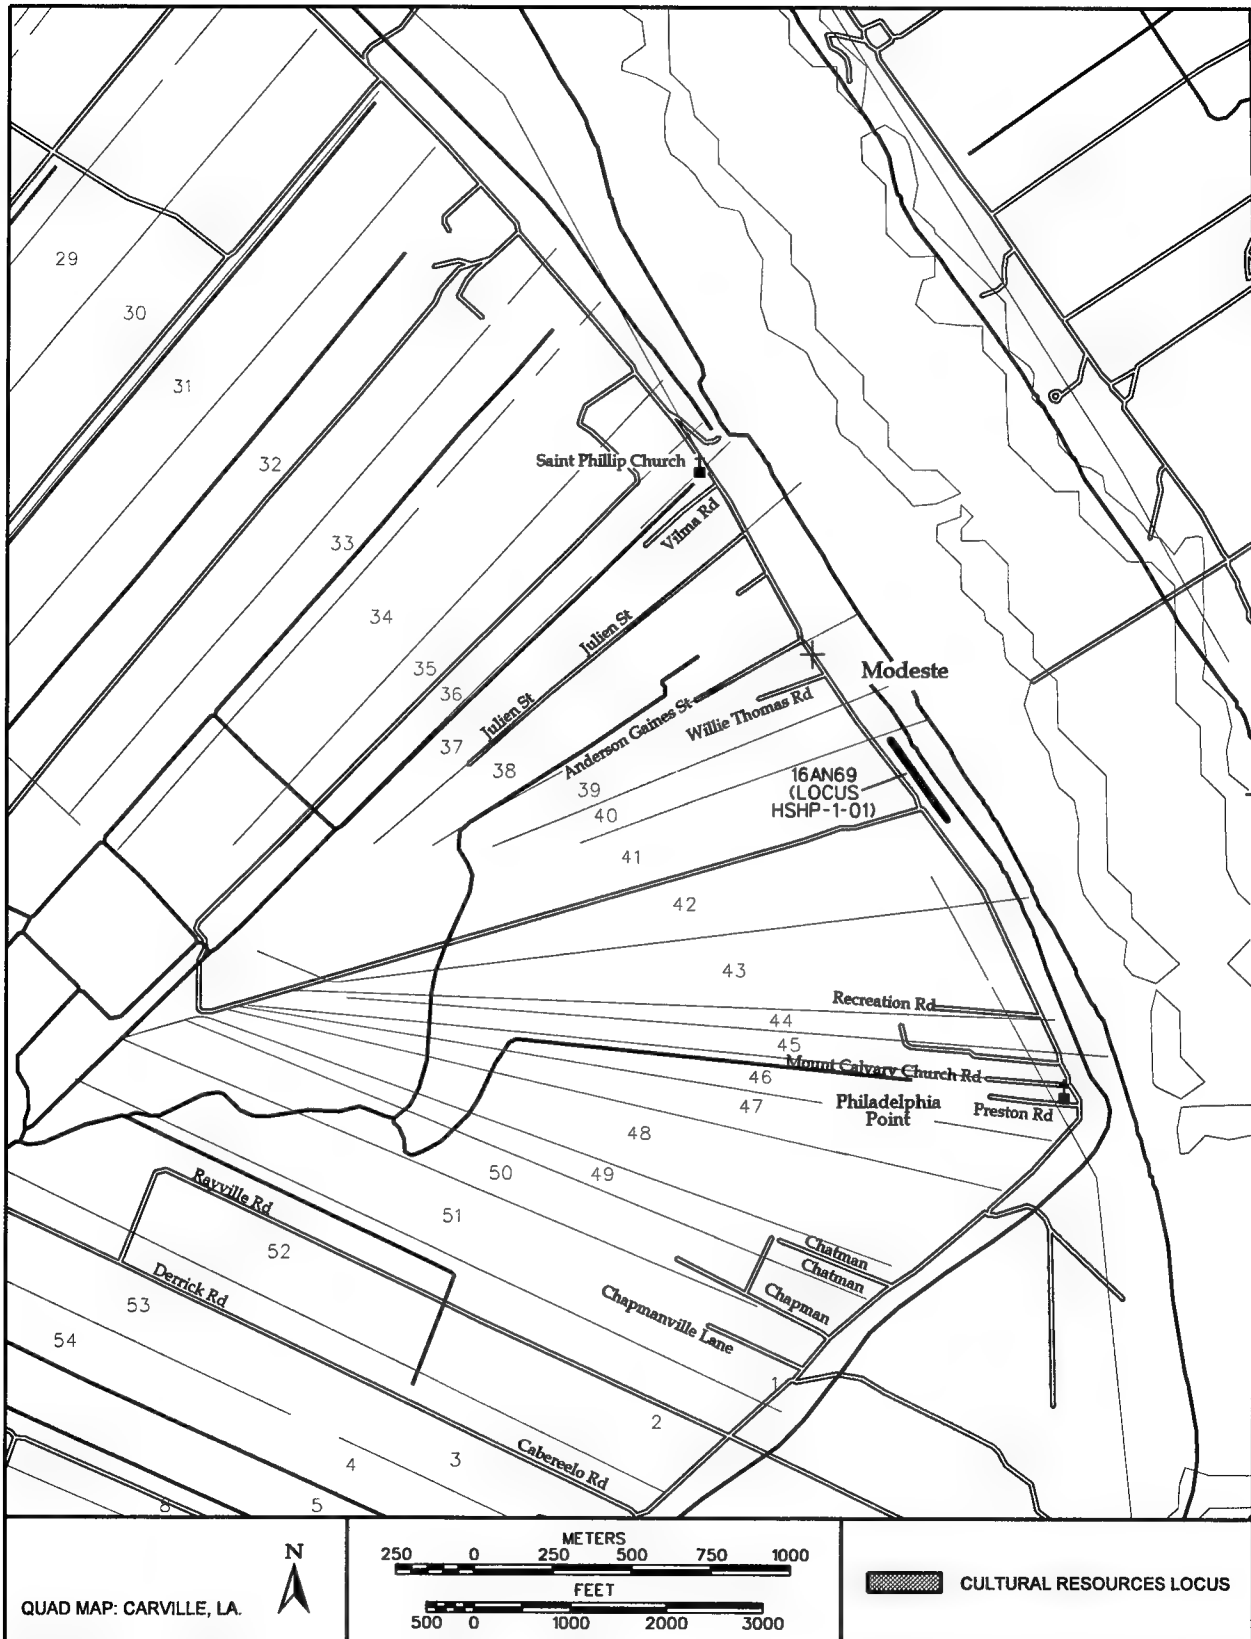 29
30
31
32
Saint Phillip Church
Vilma Rd
33
34
Julien St
35
36
Modeste
37
Julien St
38
Anderson Gaines St
Willie Thomas Rd
39
40
16AN69
(LOCUS
HSHP-1-01)
41
42
43
Recreation Rd
44
45
Mount Calvary Church Rd
46
47
Philadelphia
Point
Preston Rd
48
49
50
51
Rayville Rd
52
Derrick Rd
53
54
Chatman
Chatman
Chapman
Chapmanville Lane
1
2
3
Cabereelo Rd
4
5
8
QUAD MAP: CARVILLE, LA.
N
METERS
250 0 250 500 750 1000
FEET
500 0 1000 2000 3000
CULTURAL RESOURCES LOCUS